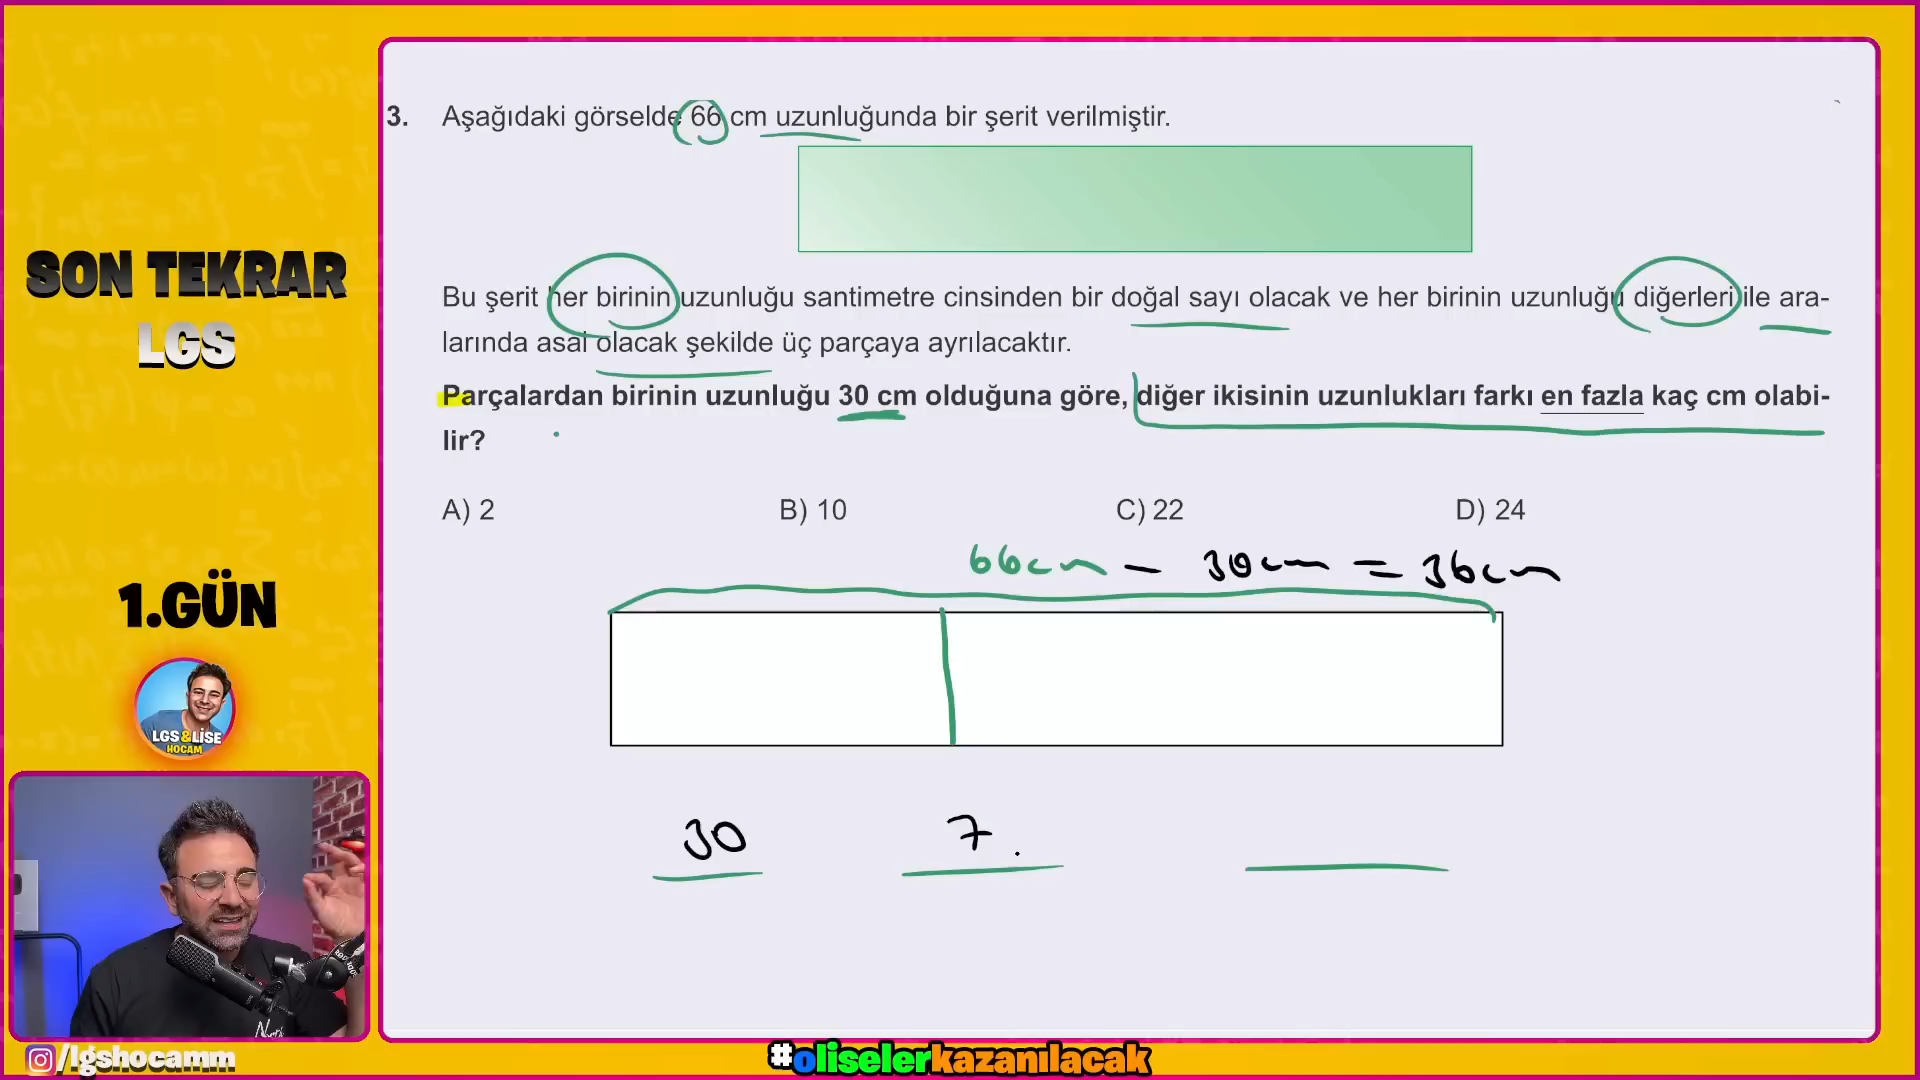 SON TEKRAR
LGS
1.GÜN
LGS&LİSE
HOCAM
/lgshocamm
3. Aşağıdaki görselde 66 cm uzunluğunda bir şerit verilmiştir.
Bu şerit her birinin uzunluğu santimetre cinsinden bir doğal sayı olacak ve her birinin uzunluğu diğerleri ile ara-
larında asal olacak şekilde üç parçaya ayrılacaktır.
Parçalardan birinin uzunluğu 30 cm olduğuna göre, diğer ikisinin uzunlukları farkı en fazla kaç cm olabi-
lir?
A) 2 B) 10 C) 22 D) 24
66cm - 30cm = 36cm
30 7
#oliselerkazanılacak